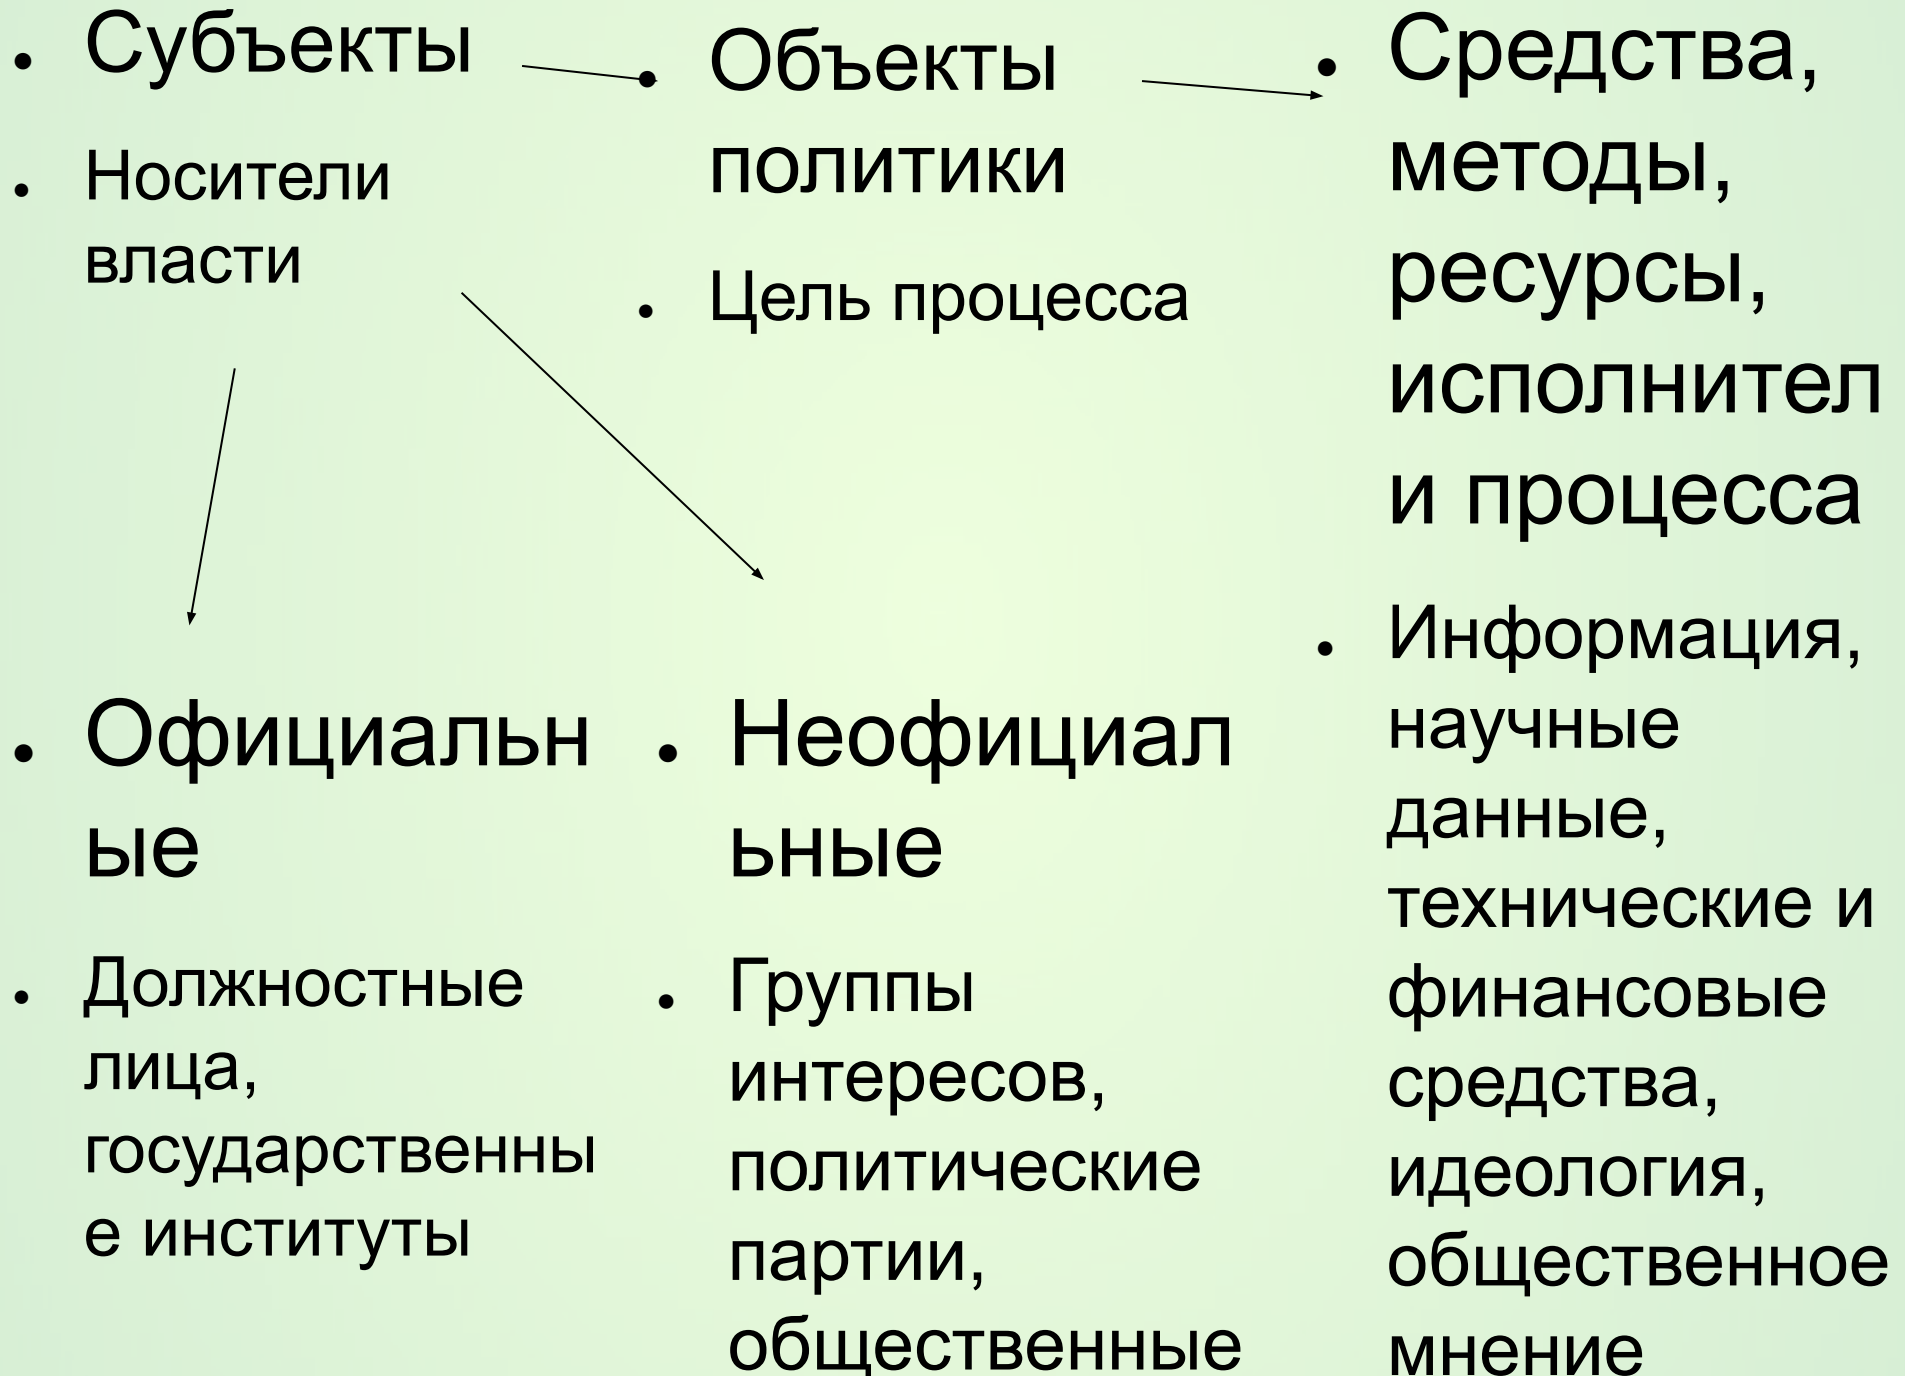 Субъекты
Носители
власти
Объекты
политики
Цель процесса
Средства,
методы,
ресурсы,
исполнител
и процесса
Информация,
научные
данные,
технические и
финансовые
средства,
идеология,
общественное
мнение
Официальн
ые
Должностные
лица,
государственны
е институты
Неофициал
ьные
Группы
интересов,
политические
партии,
общественные